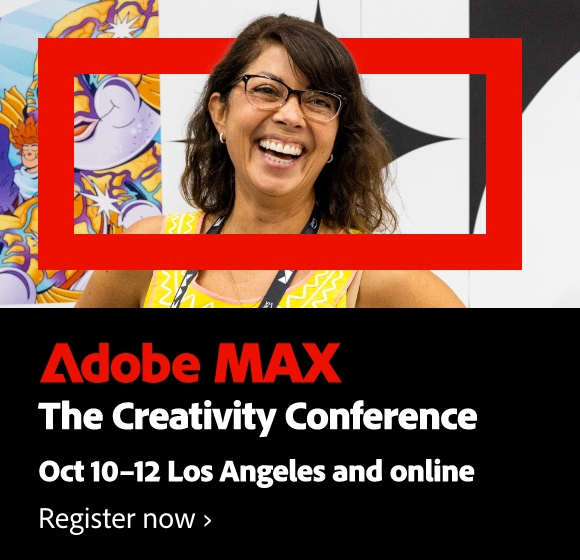 Adobe MAX
The Creativity Conference
Oct 10–12 Los Angeles and online
Register now ›